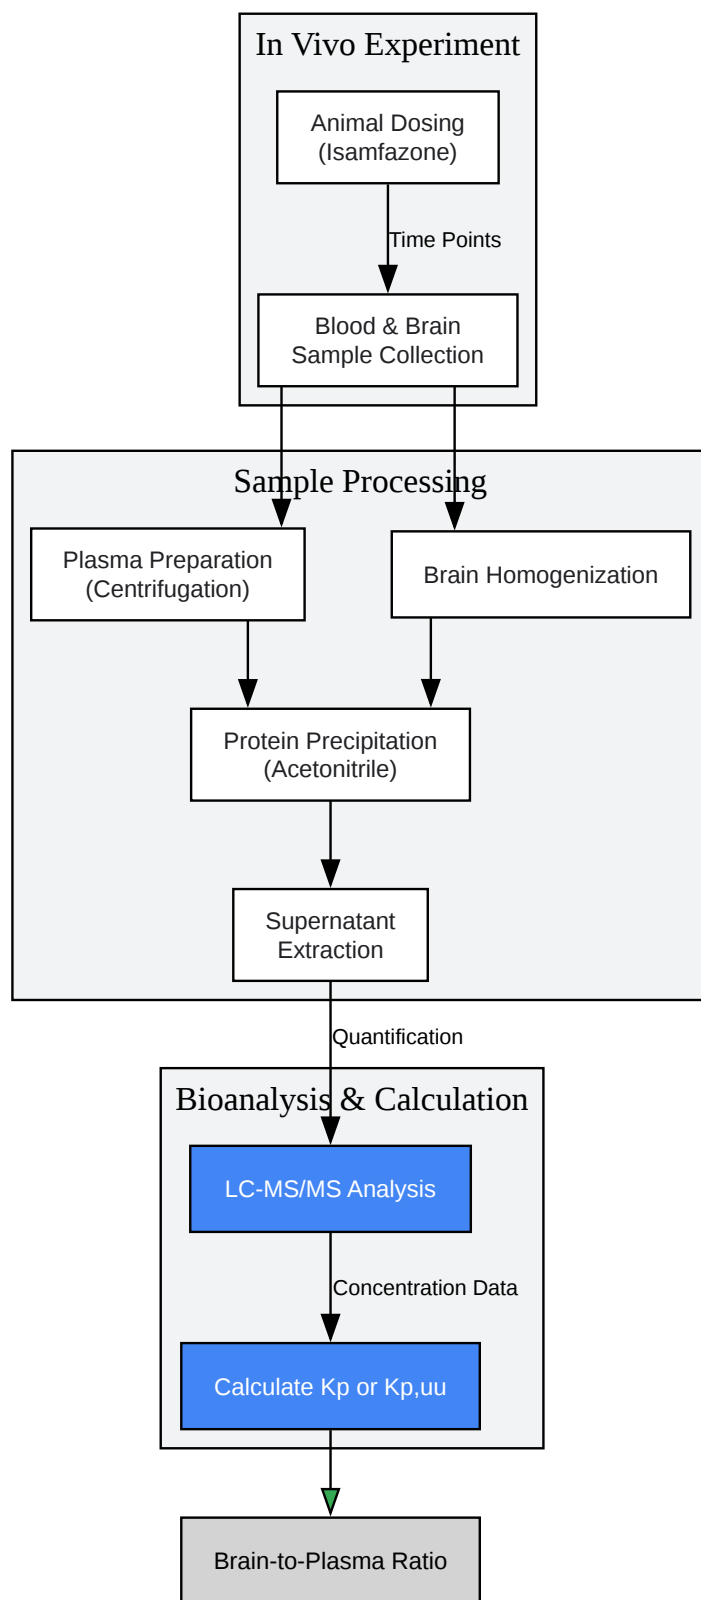 In Vivo Experiment
Animal Dosing
(Isamfazone)
Time Points
Blood & Brain
Sample Collection
Sample Processing
Plasma Preparation
(Centrifugation)
Brain Homogenization
Protein Precipitation
(Acetonitrile)
Supernatant
Extraction
Quantification
Bioanalysis & Calculation
LC-MS/MS Analysis
Concentration Data
Calculate Kp or Kp,uu
Brain-to-Plasma Ratio